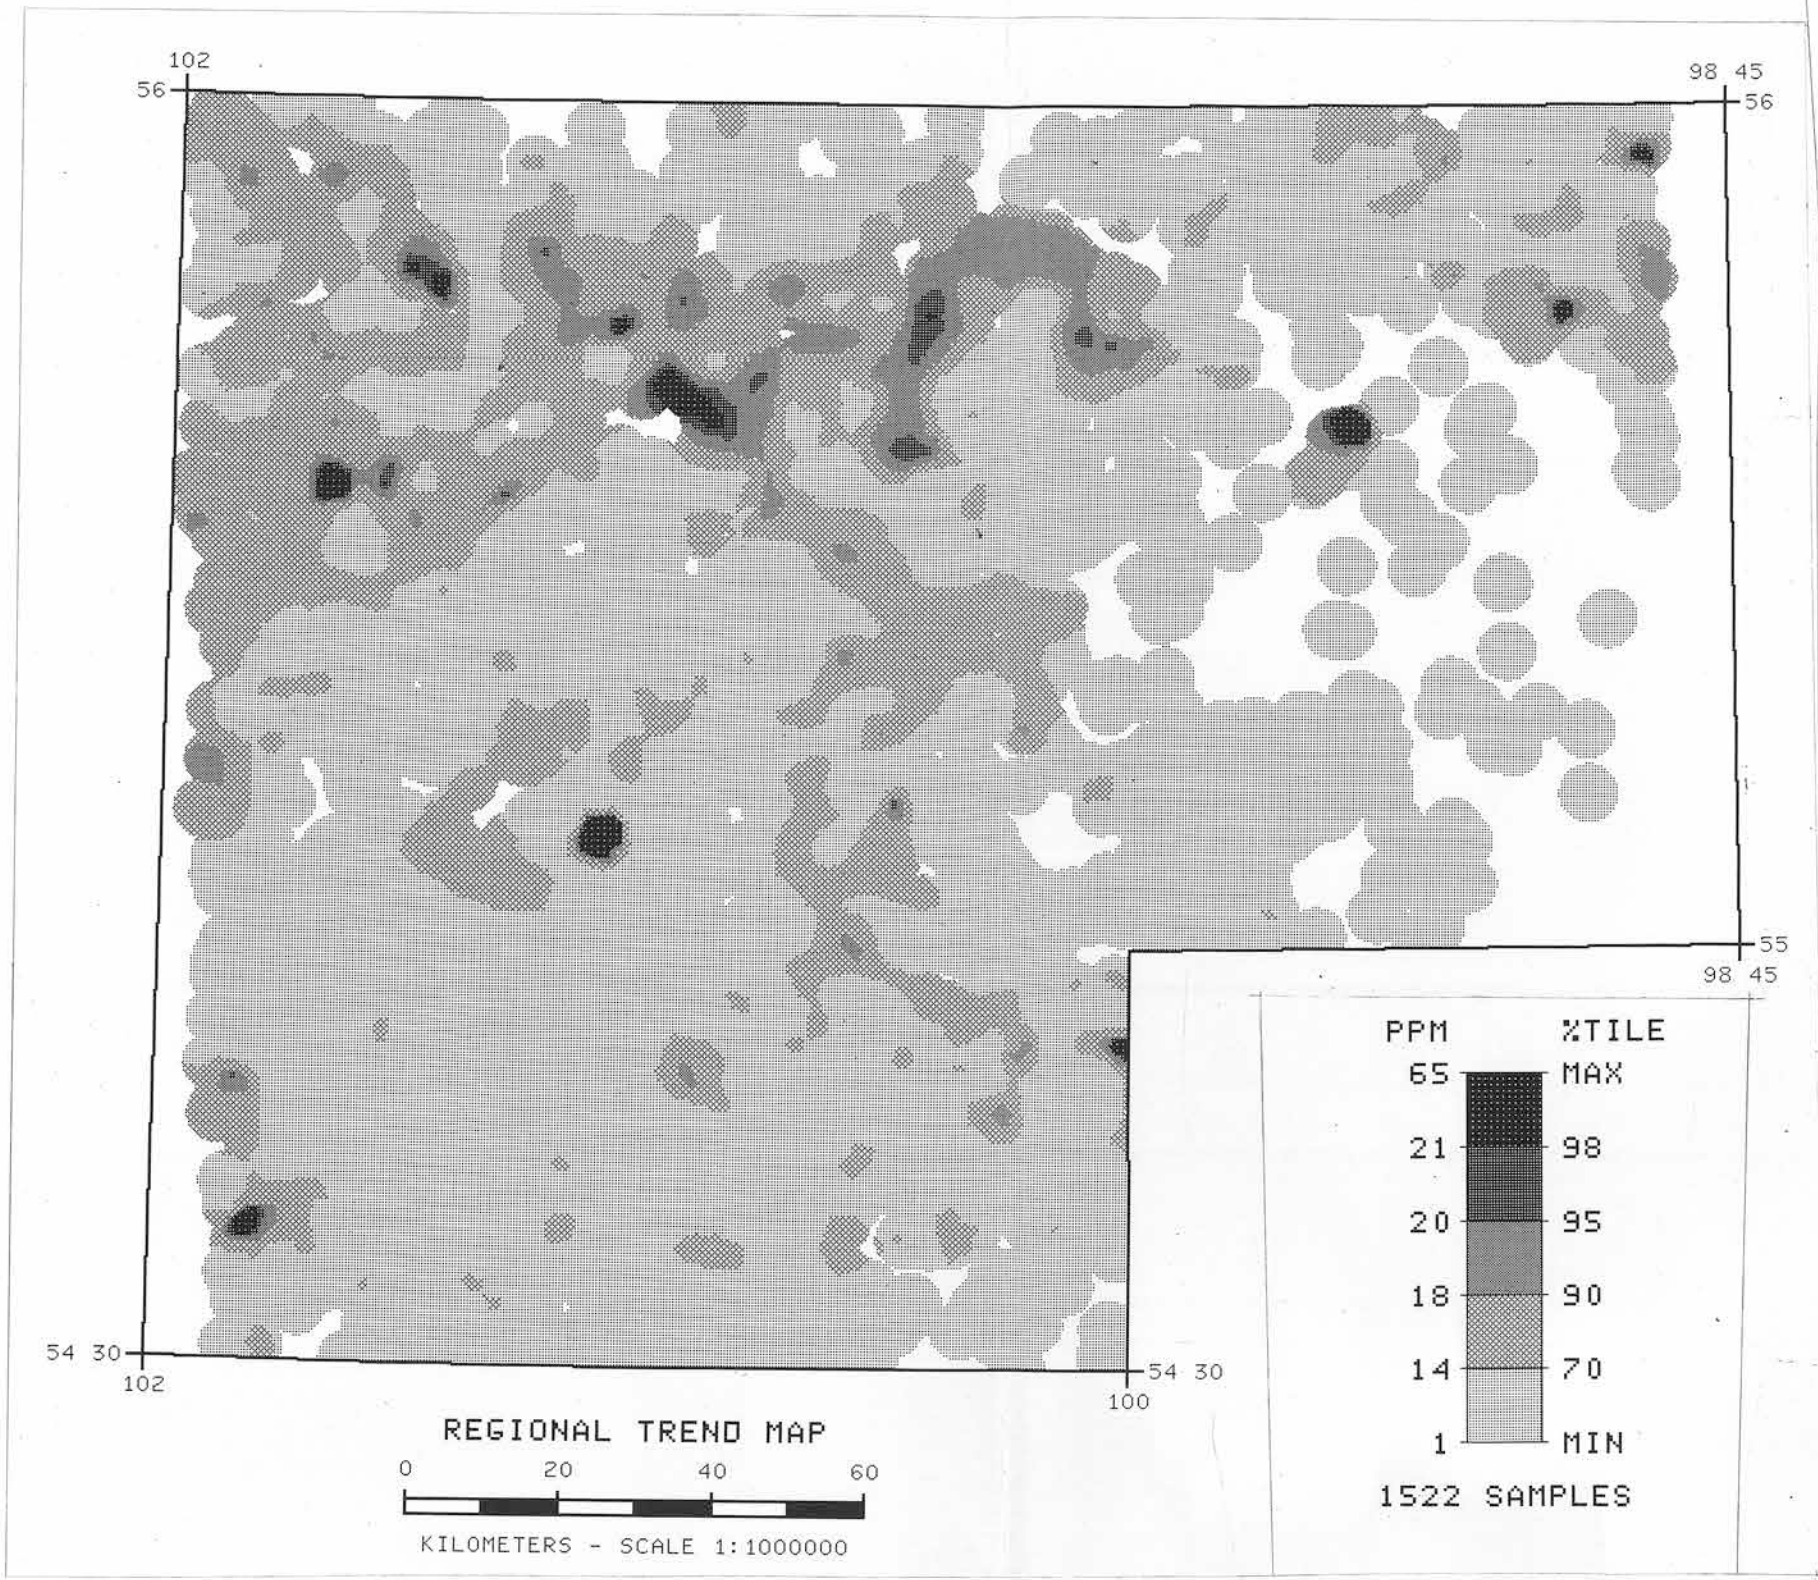 102
98 45
56
56
55
98 45
PPM %TILE
65 MAX
21 98
20 95
18 90
14 70
1 MIN
1522 SAMPLES
54 30
54 30
102
100
REGIONAL TREND MAP
0 20 40 60
KILOMETERS - SCALE 1:1000000